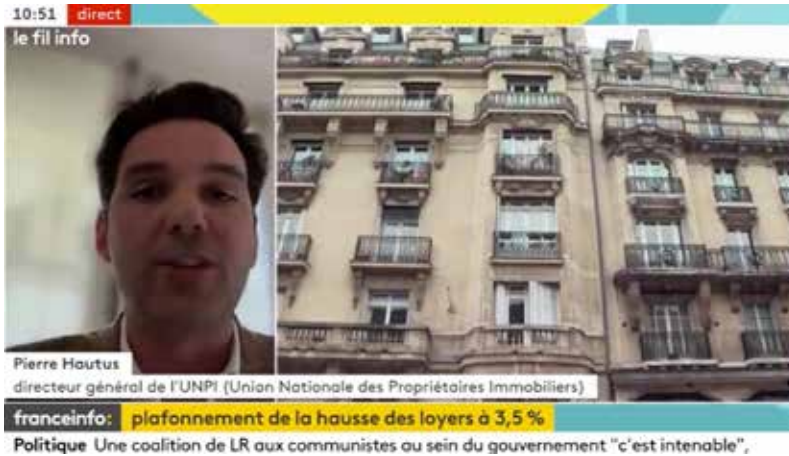 10:51 direct
le fil info
Pierre Hautus
directeur général de l'UNPI (Union Nationale des Propriétaires Immobiliers)
franceinfo: plafonnement de la hausse des loyers à 3,5 %
Politique Une coalition de LR aux communistes au sein du gouvernement "c'est intenable",